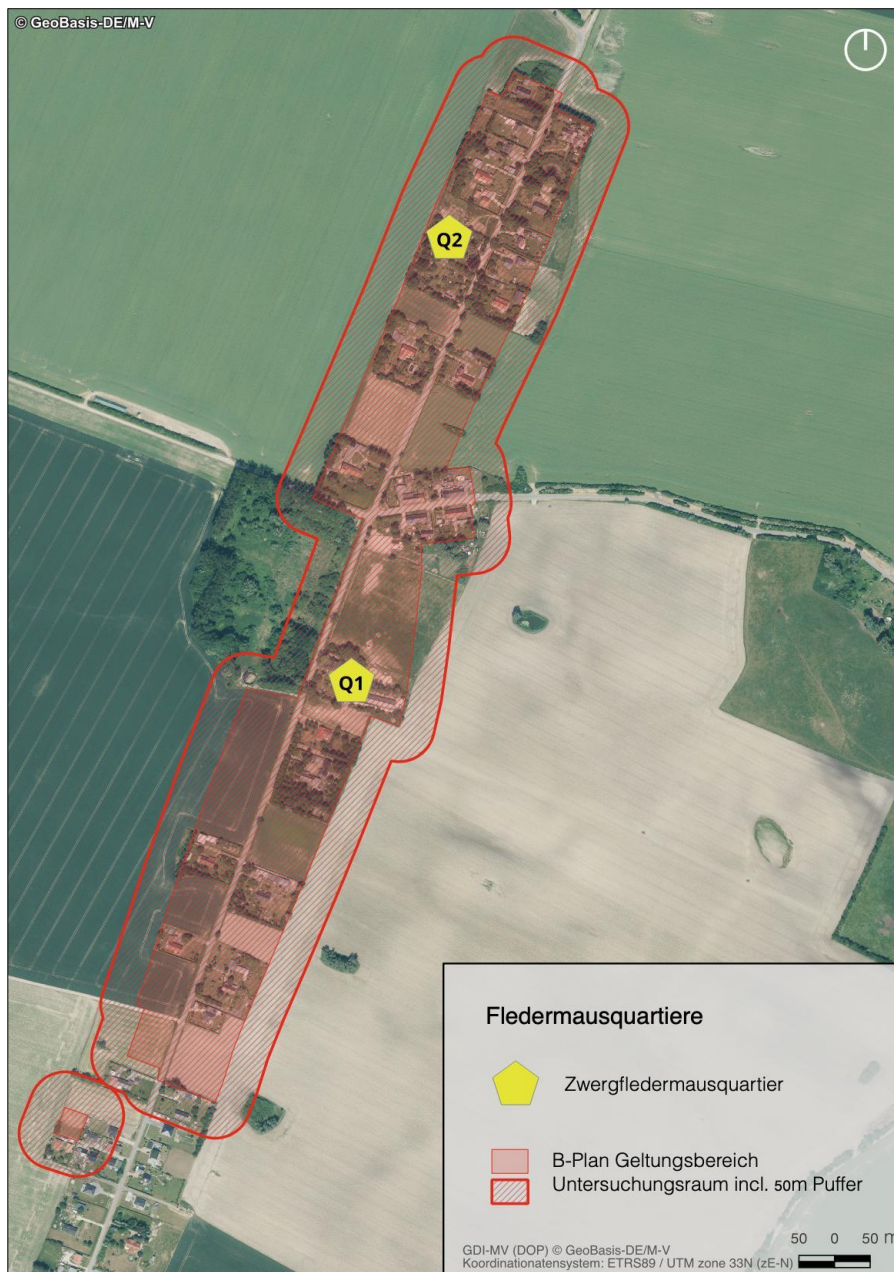 © GeoBasis-DE/M-V
Q2
Q1
Fledermausquartiere
Zwergfledermausquartier
B-Plan Geltungsbereich
Untersuchungsraum incl. 50m Puffer
50 0 50 m
GDI-MV (DOP) © GeoBasis-DE/M-V
Koordinationatensystem: ETRS89 / UTM zone 33N (zE-N)